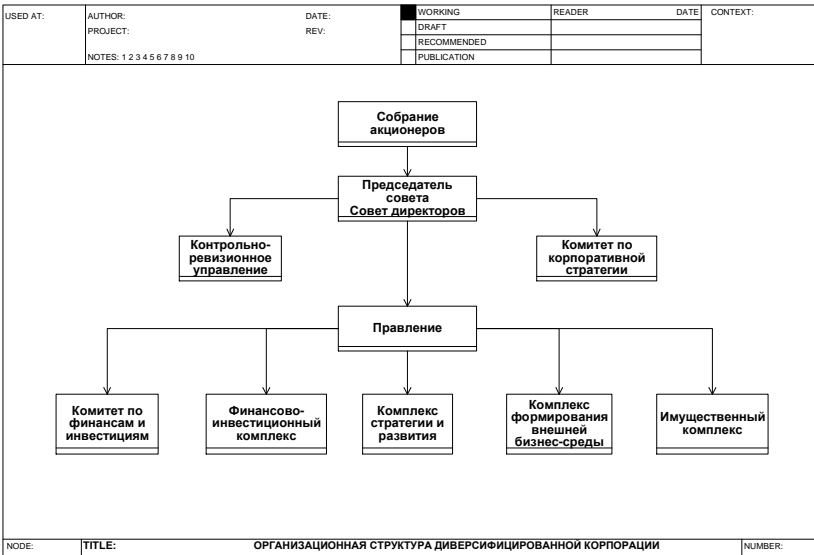 USED AT:
AUTHOR:
DATE:
PROJECT:
REV:
NOTES: 1 2 3 4 5 6 7 8 9 10
WORKING
DRAFT
RECOMMENDED
PUBLICATION
READER
DATE
CONTEXT:
Собрание
акционеров
Председатель
совета
Совет директоров
Контрольно-
ревизионное
управление
Комитет по
корпоративной
стратегии
Правление
Комитет по
финансам и
инвестициям
Финансово-
инвестиционный
комплекс
Комплекс
стратегии и
развития
Комплекс
формирования
внешней
бизнес-среды
Имущественный
комплекс
NODE:
TITLE:
ОРГАНИЗАЦИОННАЯ СТРУКТУРА ДИВЕРСИФИЦИРОВАННОЙ КОРПОРАЦИИ
NUMBER: